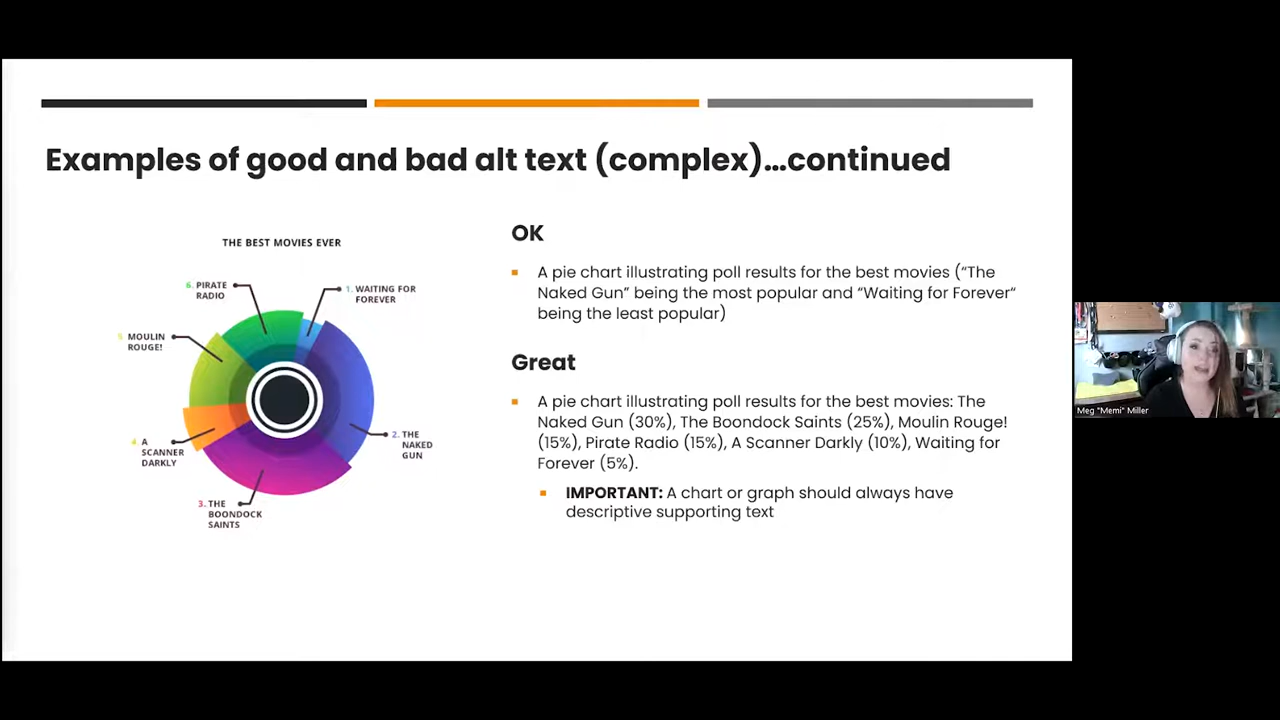 Examples of good and bad alt text (complex)...continued
THE BEST MOVIES EVER
6. PIRATE
RADIO
1. WAITING FOR
FOREVER
5. MOULIN
ROUGE!
4. A
SCANNER
DARKLY
2. THE
NAKED
GUN
3. THE
BOONDOCK
SAINTS
OK
A pie chart illustrating poll results for the best movies (“The
Naked Gun” being the most popular and “Waiting for Forever“
being the least popular)
Great
A pie chart illustrating poll results for the best movies: The
Naked Gun (30%), The Boondock Saints (25%), Moulin Rouge!
(15%), Pirate Radio (15%), A Scanner Darkly (10%), Waiting for
Forever (5%).
IMPORTANT: A chart or graph should always have
descriptive supporting text
Meg "Memi" Miller